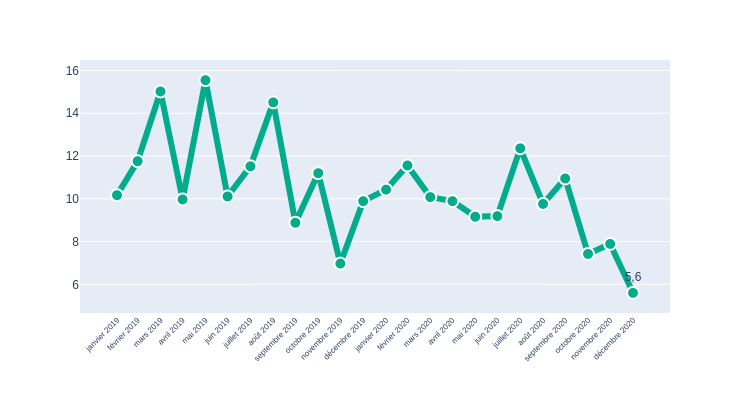 16
14
12
10
8
6
5.6
janvier 2019
février 2019
mars 2019
avril 2019
mai 2019
juin 2019
juillet 2019
août 2019
septembre 2019
octobre 2019
novembre 2019
décembre 2019
janvier 2020
février 2020
mars 2020
avril 2020
mai 2020
juin 2020
juillet 2020
août 2020
septembre 2020
octobre 2020
novembre 2020
décembre 2020